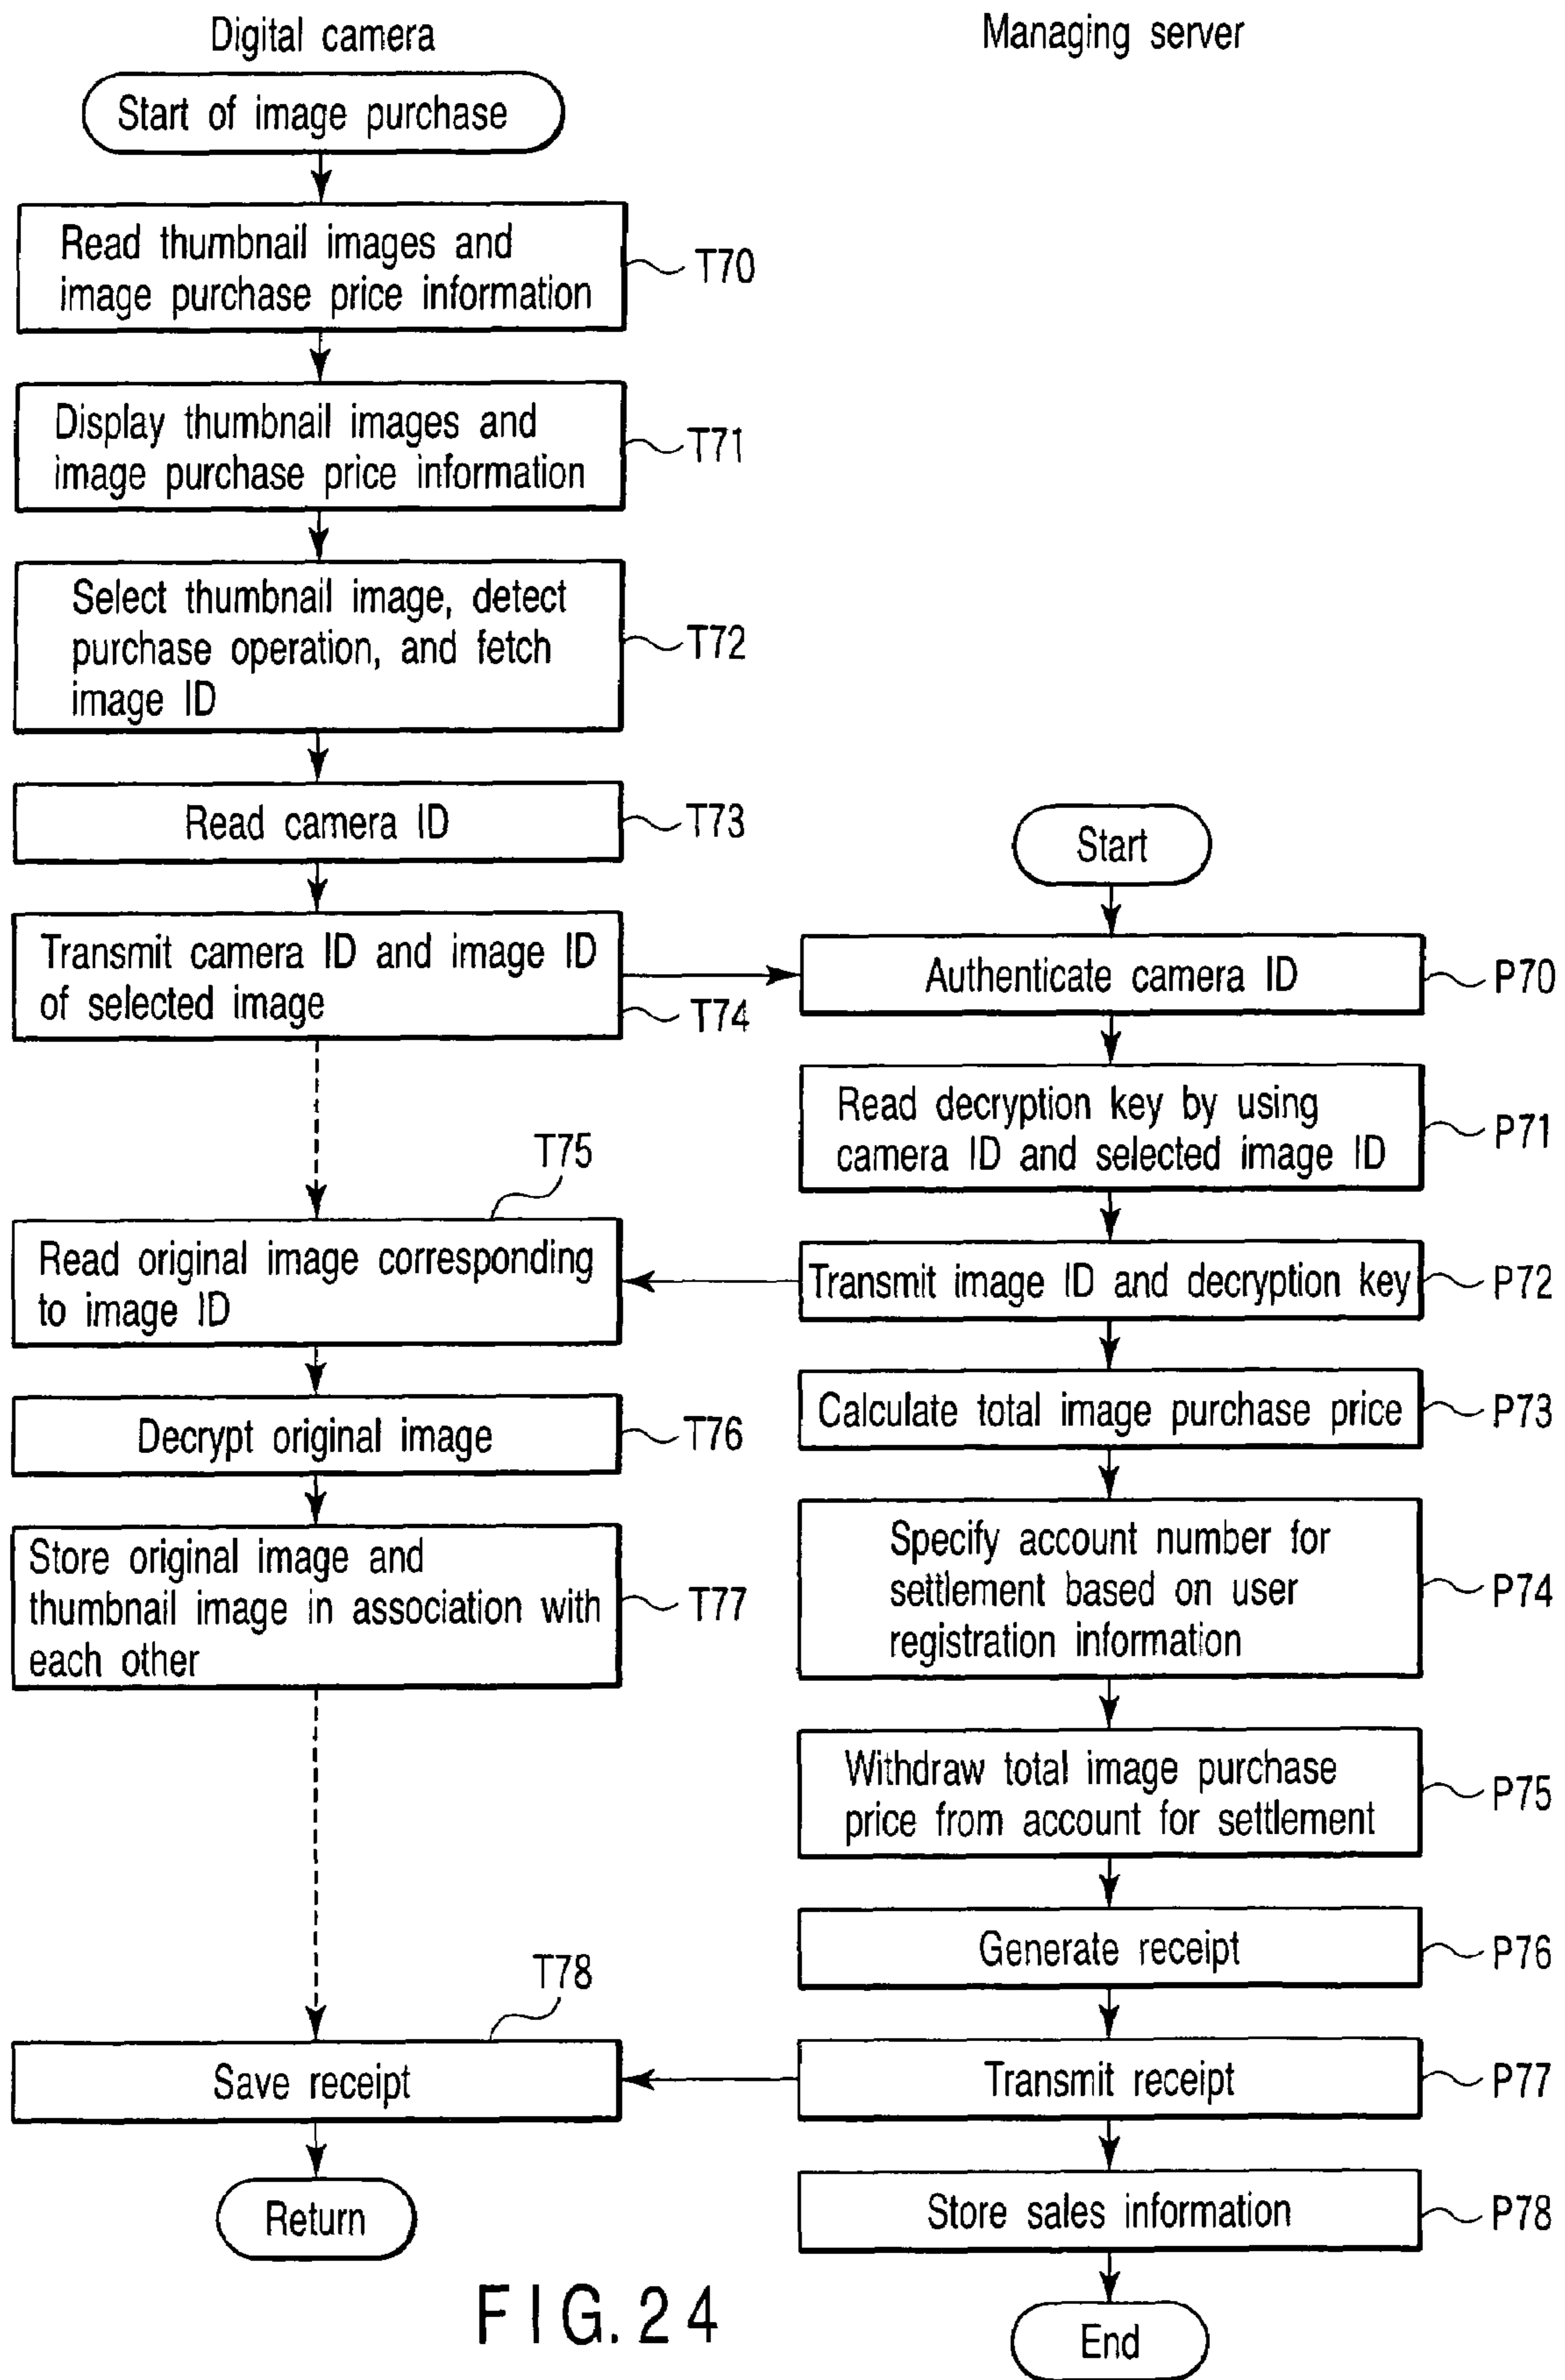 Digital camera
Managing server
Start of image purchase
Read thumbnail images and
image purchase price information
T70
Display thumbnail images and
image purchase price information
T71
Select thumbnail image, detect
purchase operation, and fetch
image ID
T72
Read camera ID
T73
Transmit camera ID and image ID
of selected image
T74
Start
Authenticate camera ID
P70
Read decryption key by using
camera ID and selected image ID
P71
T75
Read original image corresponding
to image ID
Transmit image ID and decryption key
P72
Decrypt original image
T76
Calculate total image purchase price
P73
Store original image and
thumbnail image in association with
each other
T77
Specify account number for
settlement based on user
registration information
P74
Withdraw total image purchase
price from account for settlement
P75
Generate receipt
P76
T78
Save receipt
Transmit receipt
P77
Return
Store sales information
P78
End
FIG. 24